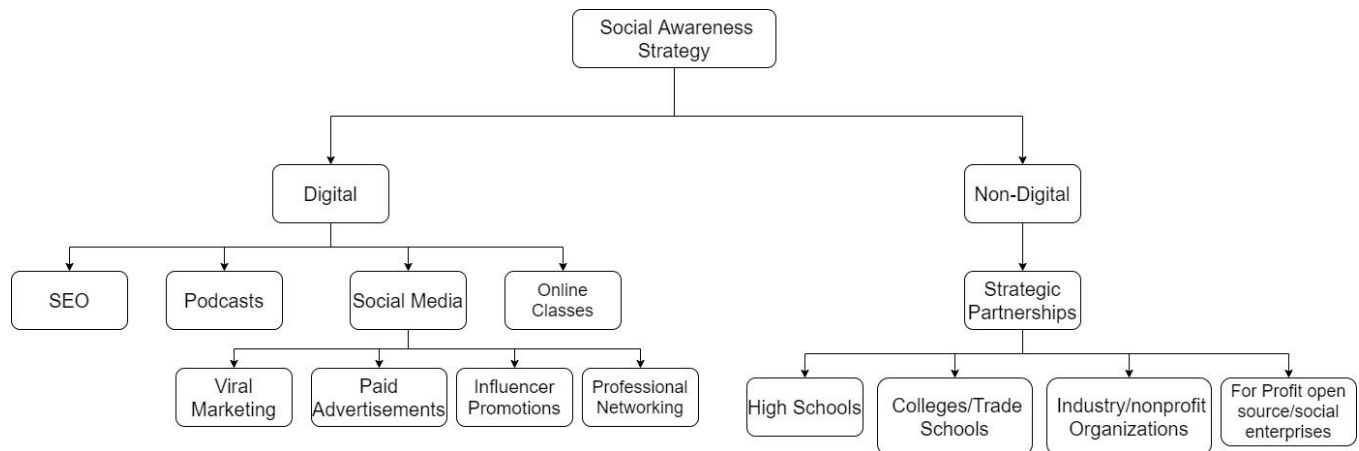 Social Awareness
Strategy
Digital
Non-Digital
SEO
Podcasts
Social Media
Online
Classes
Strategic
Partnerships
Viral
Marketing
Paid
Advertisements
Influencer
Promotions
Professional
Networking
High Schools
Colleges/Trade
Schools
Industry/nonprofit
Organizations
For Profit open
source/social
enterprises